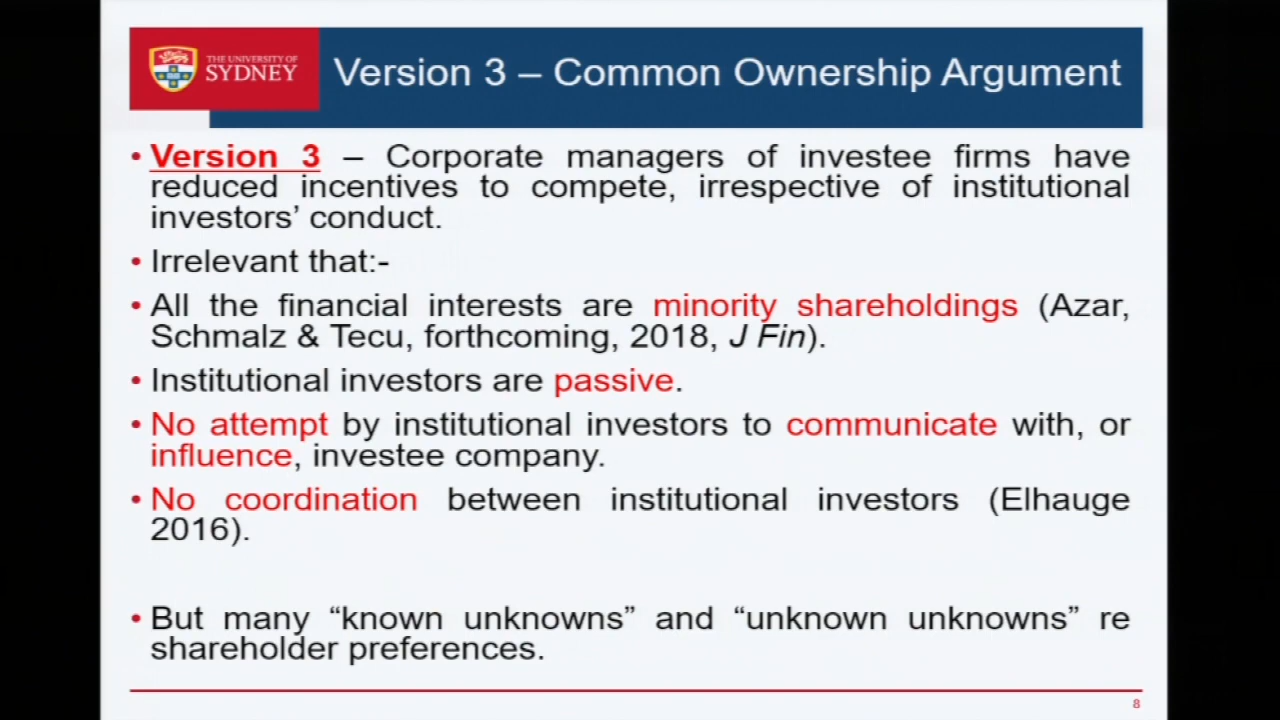 THE UNIVERSITY OF
SYDNEY
Version 3 – Common Ownership Argument
• Version 3 – Corporate managers of investee firms have
reduced incentives to compete, irrespective of institutional
investors’ conduct.
• Irrelevant that:-
• All the financial interests are minority shareholdings (Azar,
Schmalz & Tecu, forthcoming, 2018, J Fin).
• Institutional investors are passive.
• No attempt by institutional investors to communicate with, or
influence, investee company.
• No coordination between institutional investors (Elhauge
2016).
• But many “known unknowns” and “unknown unknowns” re
shareholder preferences.
8